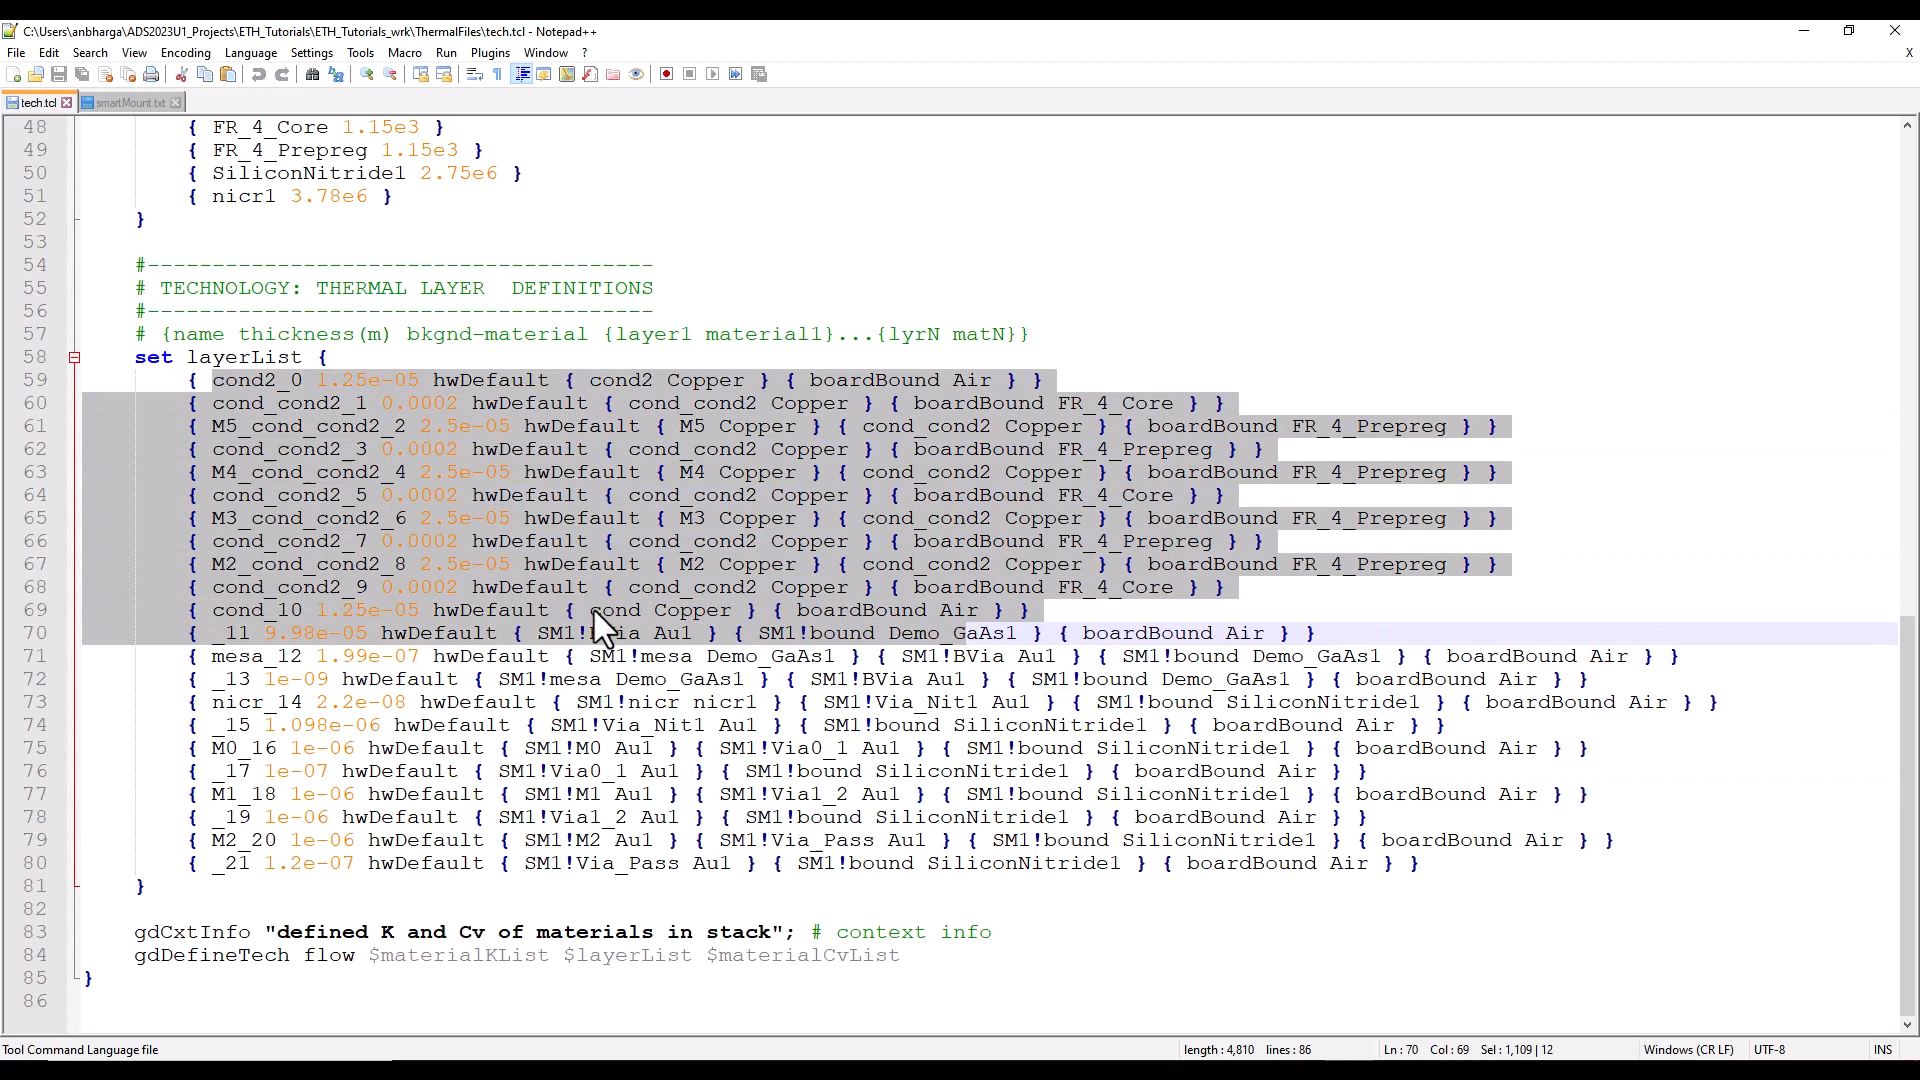 C:\Users\anbharga\ADS2023U1_Projects\ETH_Tutorials\ETH_Tutorials_wrk\ThermalFiles\tech.tcl - Notepad++
File Edit Search View Encoding Language Settings Tools Macro Run Plugins Window ? X
tech.tcl smartMount.txt
48 { FR_4_Core 1.15e3 }
49 { FR_4_Prepreg 1.15e3 }
50 { SiliconNitride1 2.75e6 }
51 { nicr1 3.78e6 }
52 }
53
54 #---------------------------------------
55 # TECHNOLOGY: THERMAL LAYER  DEFINITIONS
56 #---------------------------------------
57 # {name thickness(m) bkgnd-material {layer1 material1}...{lyrN matN}}
58 set layerList {
59 { cond2_0 1.25e-05 hwDefault { cond2 Copper } { boardBound Air } }
60 { cond_cond2_1 0.0002 hwDefault { cond_cond2 Copper } { boardBound FR_4_Core } }
61 { M5_cond_cond2_2 2.5e-05 hwDefault { M5 Copper } { cond_cond2 Copper } { boardBound FR_4_Prepreg } }
62 { cond_cond2_3 0.0002 hwDefault { cond_cond2 Copper } { boardBound FR_4_Prepreg } }
63 { M4_cond_cond2_4 2.5e-05 hwDefault { M4 Copper } { cond_cond2 Copper } { boardBound FR_4_Prepreg } }
64 { cond_cond2_5 0.0002 hwDefault { cond_cond2 Copper } { boardBound FR_4_Core } }
65 { M3_cond_cond2_6 2.5e-05 hwDefault { M3 Copper } { cond_cond2 Copper } { boardBound FR_4_Prepreg } }
66 { cond_cond2_7 0.0002 hwDefault { cond_cond2 Copper } { boardBound FR_4_Prepreg } }
67 { M2_cond_cond2_8 2.5e-05 hwDefault { M2 Copper } { cond_cond2 Copper } { boardBound FR_4_Prepreg } }
68 { cond_cond2_9 0.0002 hwDefault { cond_cond2 Copper } { boardBound FR_4_Core } }
69 { cond_10 1.25e-05 hwDefault { cond Copper } { boardBound Air } }
70 { _11 9.98e-05 hwDefault { Au1 } { SM1!bound Demo_GaAs1 } { boardBound Air } }
71 { mesa_12 1.99e-07 hwDefault { SM1!mesa Demo_GaAs1 } { SM1!BVia Au1 } { SM1!bound Demo_GaAs1 } { boardBound Air } }
72 { _13 1e-09 hwDefault { SM1!mesa Demo_GaAs1 } { SM1!BVia Au1 } { SM1!bound Demo_GaAs1 } { boardBound Air } }
73 { nicr_14 2.2e-08 hwDefault { SM1!nicr nicr1 } { SM1!Via_Nit1 Au1 } { SM1!bound SiliconNitride1 } { boardBound Air } }
74 { _15 1.098e-06 hwDefault { SM1!Via_Nit1 Au1 } { SM1!bound SiliconNitride1 } { boardBound Air } }
75 { M0_16 1e-06 hwDefault { SM1!M0 Au1 } { SM1!Via0_1 Au1 } { SM1!bound SiliconNitride1 } { boardBound Air } }
76 { _17 1e-07 hwDefault { SM1!Via0_1 Au1 } { SM1!bound SiliconNitride1 } { boardBound Air } }
77 { M1_18 1e-06 hwDefault { SM1!M1 Au1 } { SM1!Via1_2 Au1 } { SM1!bound SiliconNitride1 } { boardBound Air } }
78 { _19 1e-06 hwDefault { SM1!Via1_2 Au1 } { SM1!bound SiliconNitride1 } { boardBound Air } }
79 { M2_20 1e-06 hwDefault { SM1!M2 Au1 } { SM1!Via_Pass Au1 } { SM1!bound SiliconNitride1 } { boardBound Air } }
80 { _21 1.2e-07 hwDefault { SM1!Via_Pass Au1 } { SM1!bound SiliconNitride1 } { boardBound Air } }
81 }
82
83 gdCxtInfo "defined K and Cv of materials in stack"; # context info
84 gdDefineTech flow $materialKList $layerList $materialCvList
85 }
86
Tool Command Language file length : 4,810 lines : 86 Ln : 70 Col : 69 Sel : 1,109 | 12 Windows (CR LF) UTF-8 INS